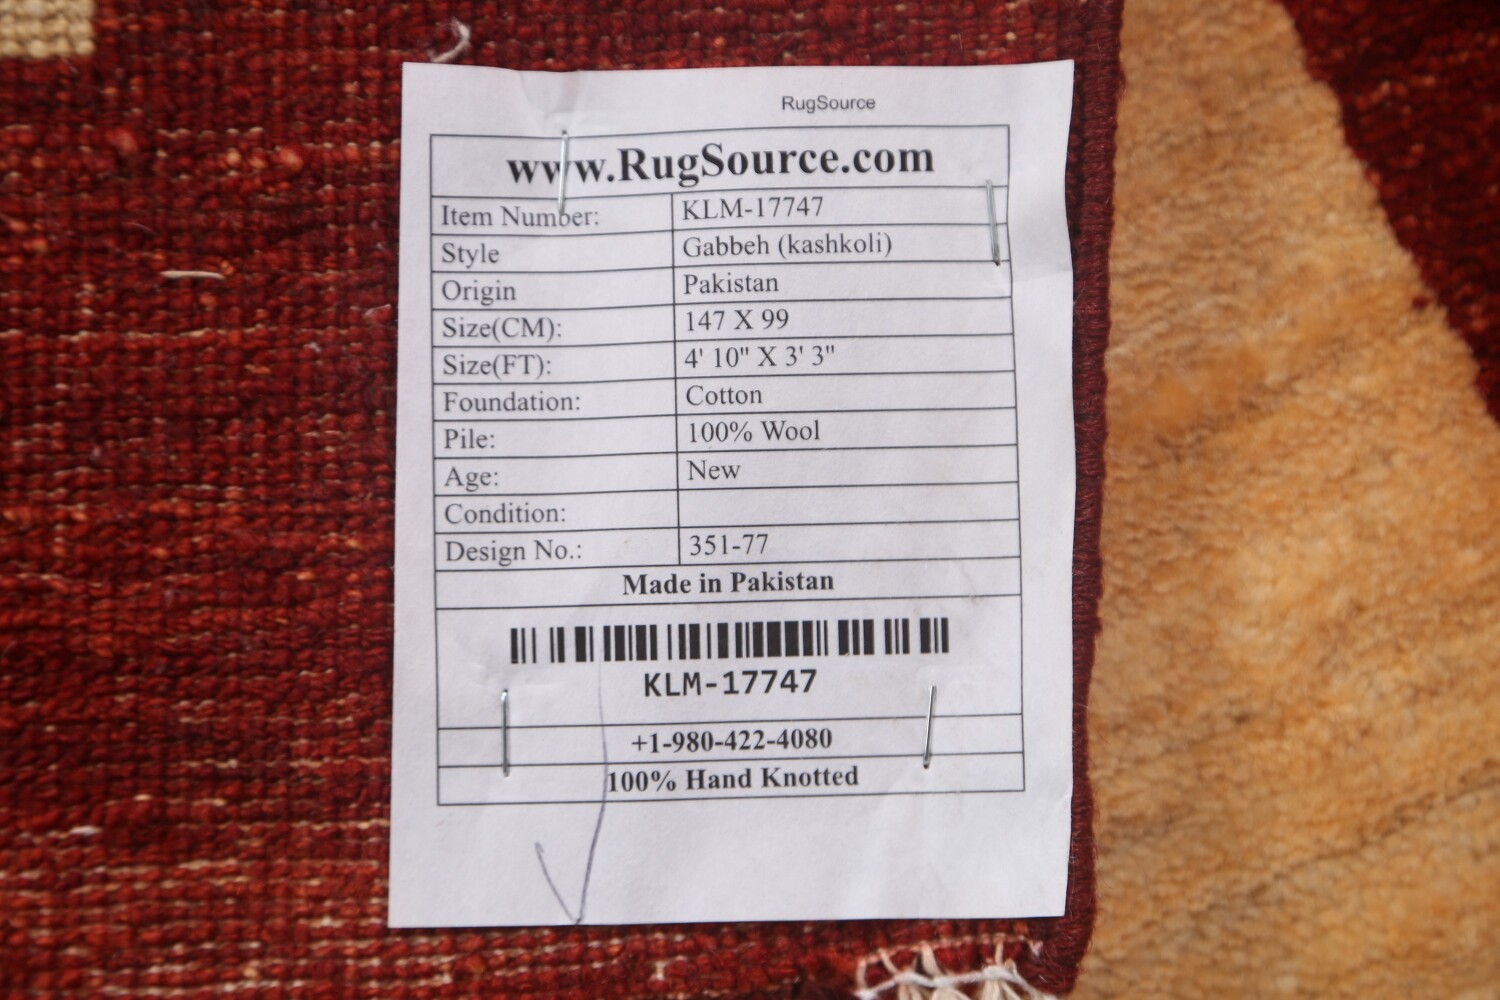 RugSource
www.RugSource.com
Item Number: KLM-17747
Style Gabbeh (kashkoli)
Origin Pakistan
Size(CM): 147 X 99
Size(FT): 4' 10" X 3' 3"
Foundation: Cotton
Pile: 100% Wool
Age: New
Condition:
Design No.: 351-77
Made in Pakistan
KLM-17747
+1-980-422-4080
100% Hand Knotted